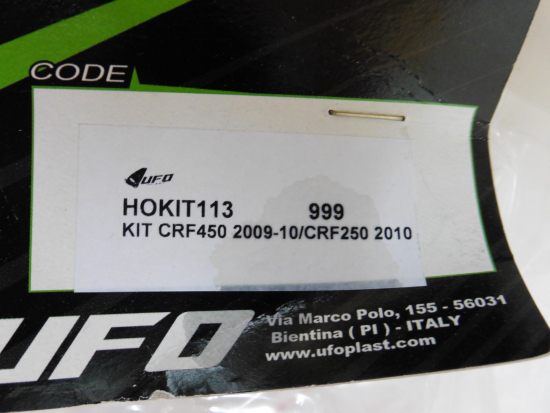 CODE
UFO
HOKIT113 999
KIT CRF450 2009-10/CRF250 2010
UFO
Via Marco Polo, 155 - 56031
Bientina ( PI ) - ITALY
www.ufoplast.com